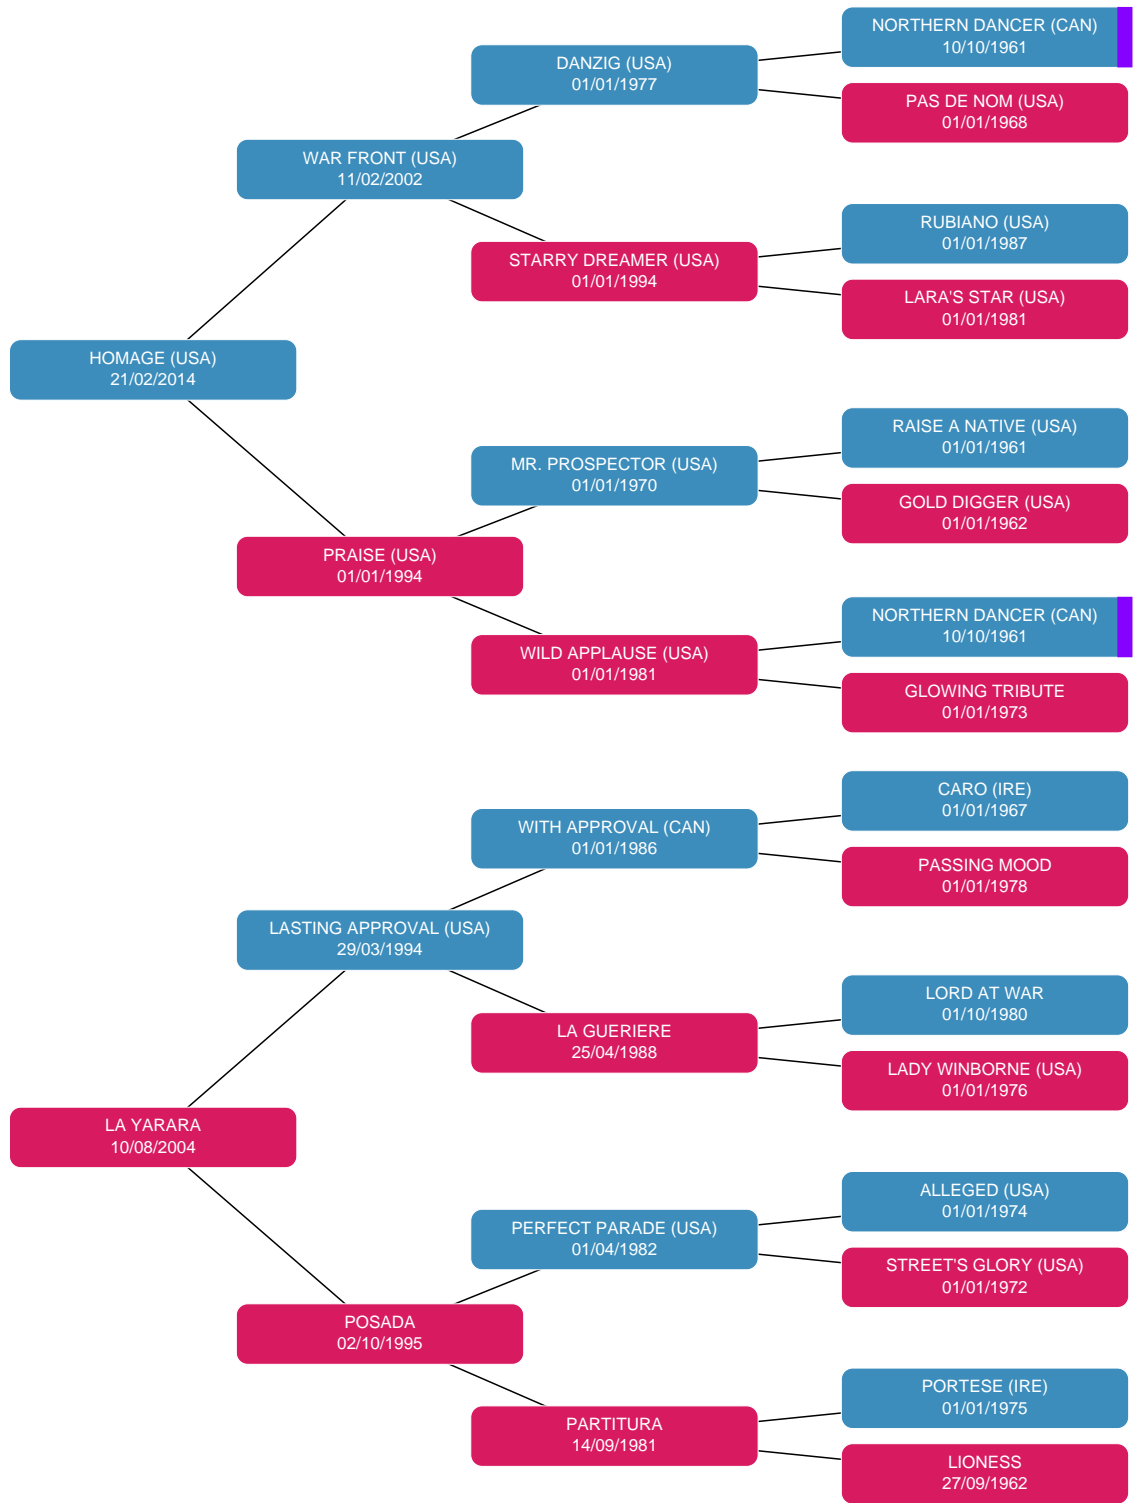 NORTHERN DANCER (CAN)
10/10/1961
DANZIG (USA)
01/01/1977
PAS DE NOM (USA)
01/01/1968
WAR FRONT (USA)
11/02/2002
RUBIANO (USA)
01/01/1987
STARRY DREAMER (USA)
01/01/1994
LARA'S STAR (USA)
01/01/1981
HOMAGE (USA)
21/02/2014
RAISE A NATIVE (USA)
01/01/1961
MR. PROSPECTOR (USA)
01/01/1970
GOLD DIGGER (USA)
01/01/1962
PRAISE (USA)
01/01/1994
NORTHERN DANCER (CAN)
10/10/1961
WILD APPLAUSE (USA)
01/01/1981
GLOWING TRIBUTE
01/01/1973
CARO (IRE)
01/01/1967
WITH APPROVAL (CAN)
01/01/1986
PASSING MOOD
01/01/1978
LASTING APPROVAL (USA)
29/03/1994
LORD AT WAR
01/10/1980
LA GUERIERE
25/04/1988
LADY WINBORNE (USA)
01/01/1976
LA YARARA
10/08/2004
ALLEGED (USA)
01/01/1974
PERFECT PARADE (USA)
01/04/1982
STREET'S GLORY (USA)
01/01/1972
POSADA
02/10/1995
PORTESE (IRE)
01/01/1975
PARTITURA
14/09/1981
LIONESS
27/09/1962